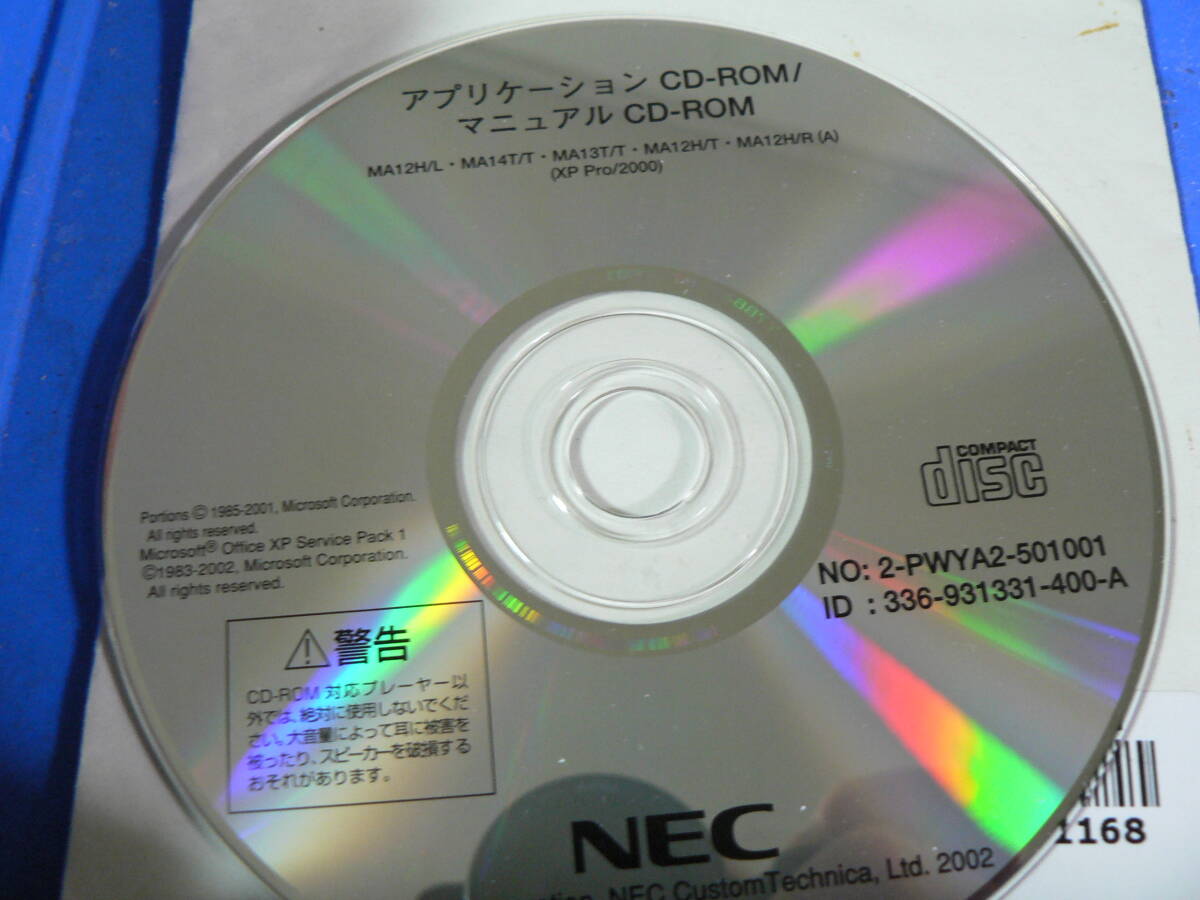 アプリケーション CD-ROM/
マニュアル CD-ROM
MA12H/L・MA14T/T・MA13T/T・MA12H/T・MA12H/R (A)
(XP Pro/2000)
COMPACT
disc
Portions © 1985-2001, Microsoft Corporation.
All rights reserved.
Microsoft® Office XP Service Pack 1
©1983-2002, Microsoft Corporation.
All rights reserved.
NO: 2-PWYA2-501001
ID : 336-931331-400-A
⚠警告
CD-ROM 対応プレーヤー以
外では、絶対に使用しないでくだ
さい。大音量によって耳に被害を
被ったり、スピーカーを破損する
おそれがあります。
NEC
NEC CustomTechnica, Ltd. 2002
1168